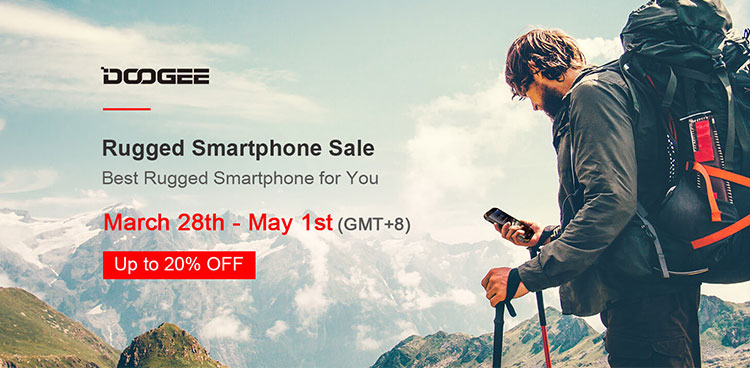 DOOGEE
Rugged Smartphone Sale
Best Rugged Smartphone for You
March 28th - May 1st (GMT+8)
Up to 20% OFF